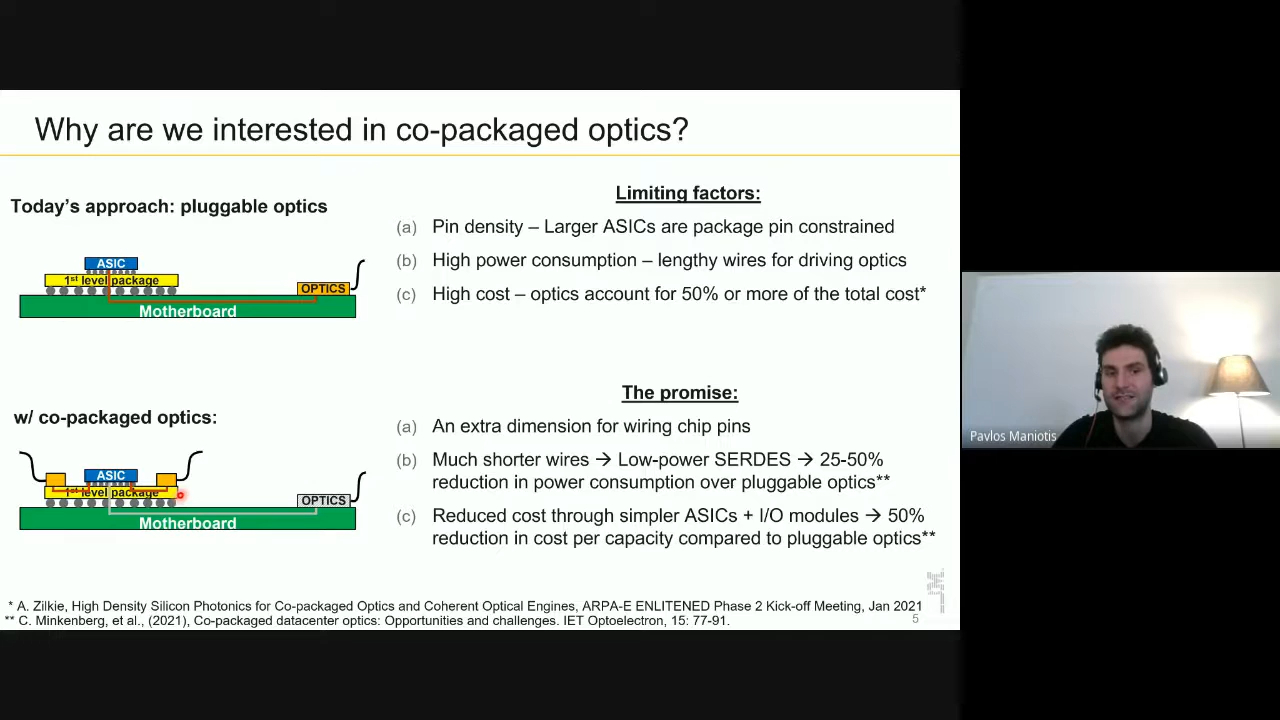 Why are we interested in co-packaged optics?
Today's approach: pluggable optics
ASIC
1st level package
OPTICS
Motherboard
Limiting factors:
(a) Pin density – Larger ASICs are package pin constrained
(b) High power consumption – lengthy wires for driving optics
(c) High cost – optics account for 50% or more of the total cost*
w/ co-packaged optics:
ASIC
1st level package
OPTICS
Motherboard
The promise:
(a) An extra dimension for wiring chip pins
(b) Much shorter wires → Low-power SERDES → 25-50%
reduction in power consumption over pluggable optics**
(c) Reduced cost through simpler ASICs + I/O modules → 50%
reduction in cost per capacity compared to pluggable optics**
IBM
* A. Zilkie, High Density Silicon Photonics for Co-packaged Optics and Coherent Optical Engines, ARPA-E ENLITENED Phase 2 Kick-off Meeting, Jan 2021
** C. Minkenberg, et al., (2021), Co-packaged datacenter optics: Opportunities and challenges. IET Optoelectron, 15: 77-91.
5
Pavlos Maniotis